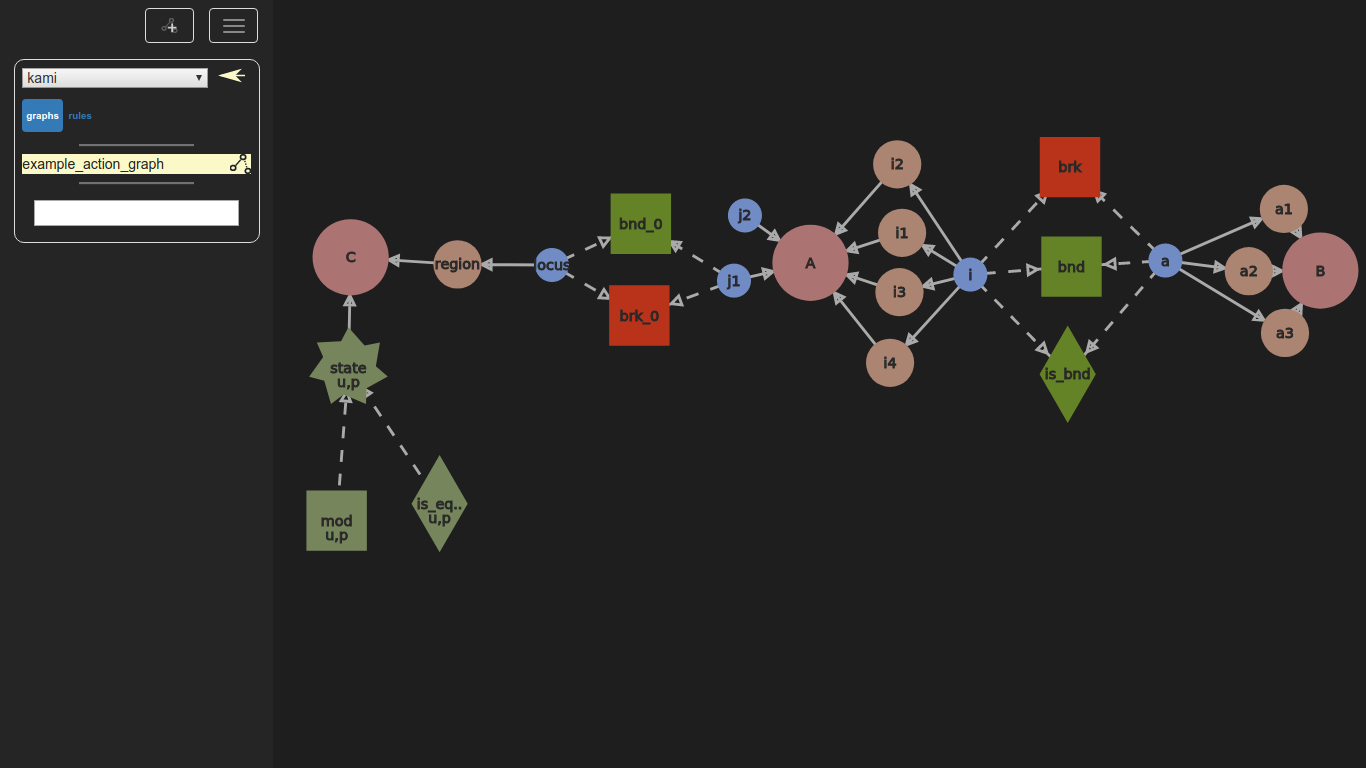 kami
graphs rules
example_action_graph
i2
brk
a1
j2
bnd_0
i1
C
region
ocus
A
bnd
a
a2
B
i
j1
i3
brk_0
a3
i4
state
u,p
is_bnd
is_eq..
u,p
mod
u,p